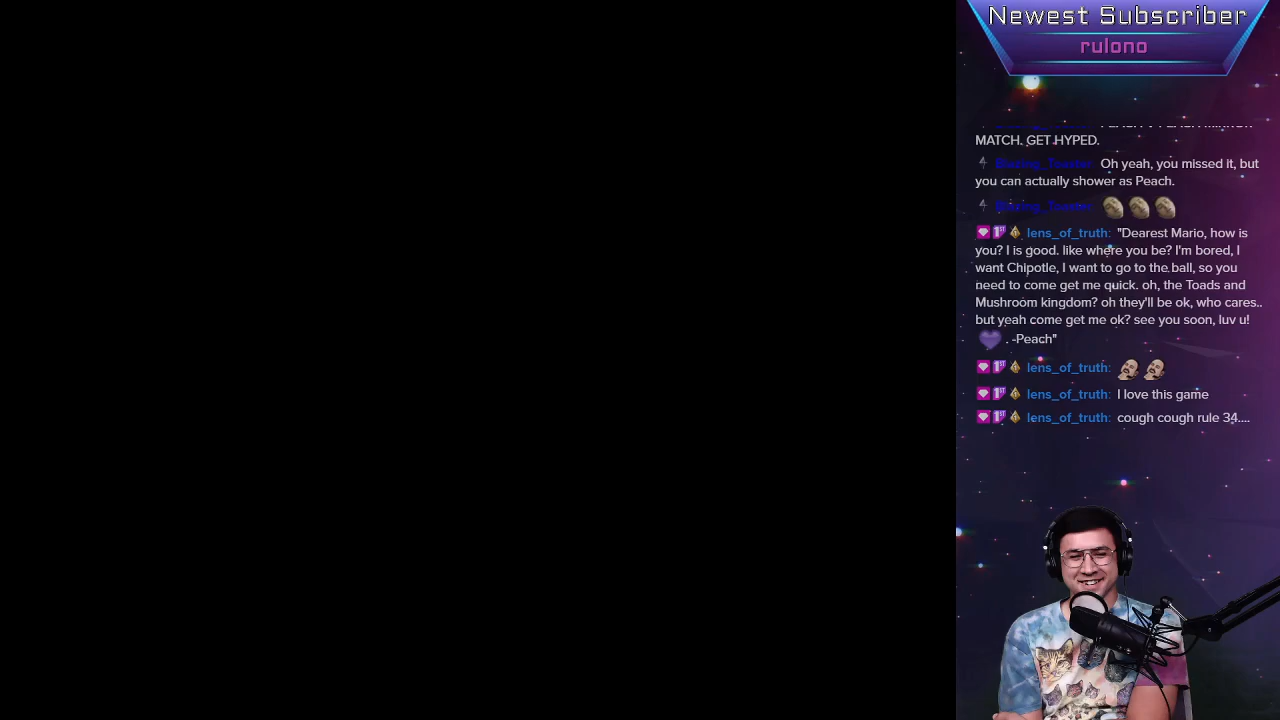 Newest Subscriber
rulono
MATCH. GET HYPED.
Blazing_Toaster Oh yeah, you missed it, but
you can actually shower as Peach.
Blazing_Toaster
lens_of_truth: "Dearest Mario, how is
you? I is good. like where you be? I'm bored, I
want Chipotle, I want to go to the ball, so you
need to come get me quick. oh, the Toads and
Mushroom kingdom? oh they'll be ok, who cares..
but yeah come get me ok? see you soon, luv u!
. -Peach"
lens_of_truth:
lens_of_truth: I love this game
lens_of_truth: cough cough rule 34....